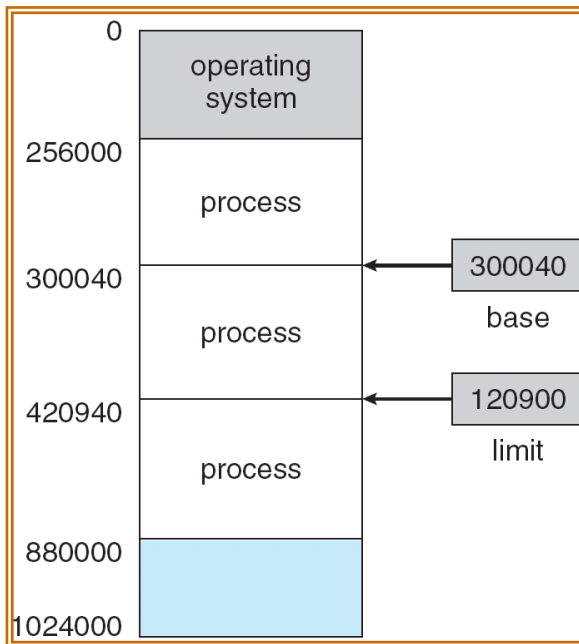 0
operating
system
256000
process
300040
300040
base
process
420940
120900
limit
process
880000
1024000